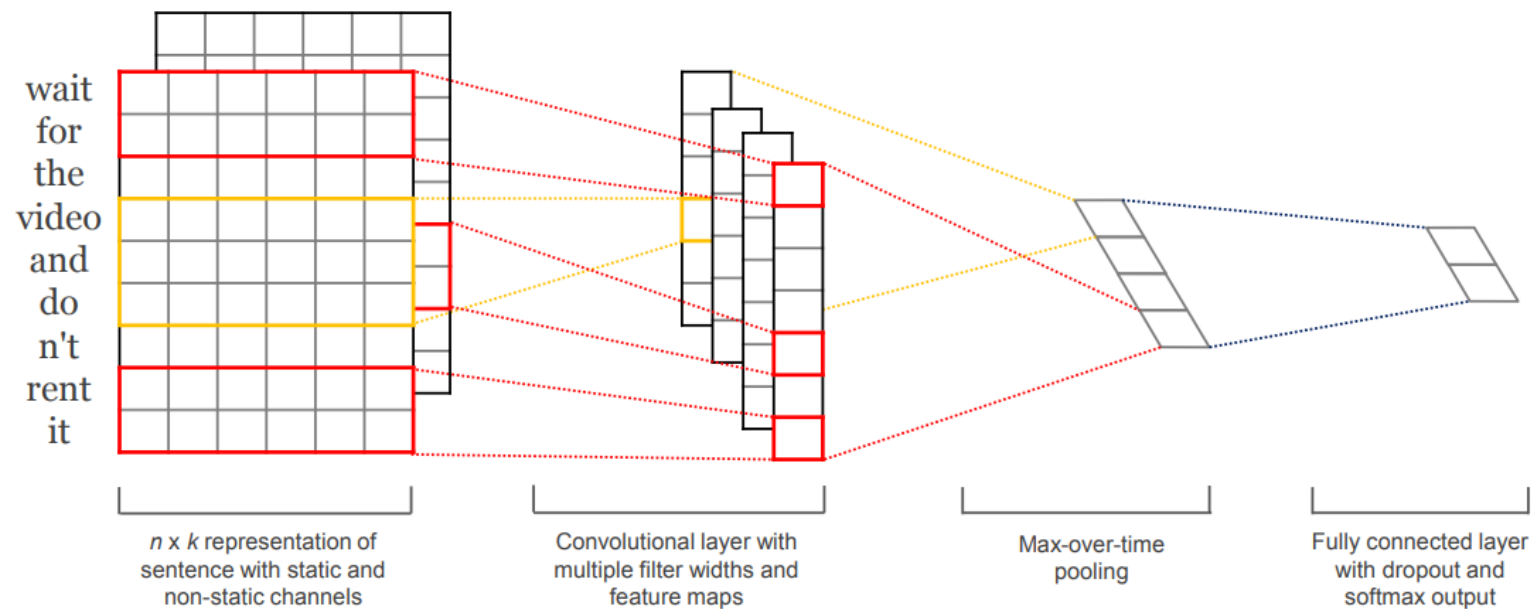 wait
for
the
video
and
do
n't
rent
it
n x k representation of
sentence with static and
non-static channels
Convolutional layer with
multiple filter widths and
feature maps
Max-over-time
pooling
Fully connected layer
with dropout and
softmax output